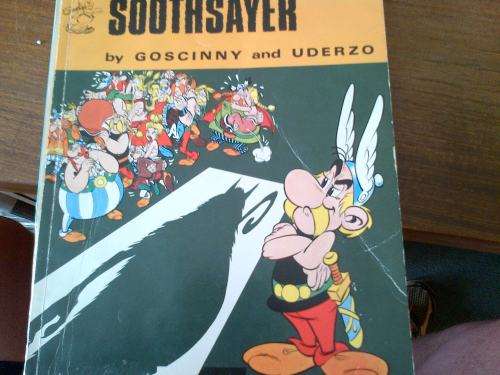 SOOTHSAYER
by GOSCINNY and UDERZO